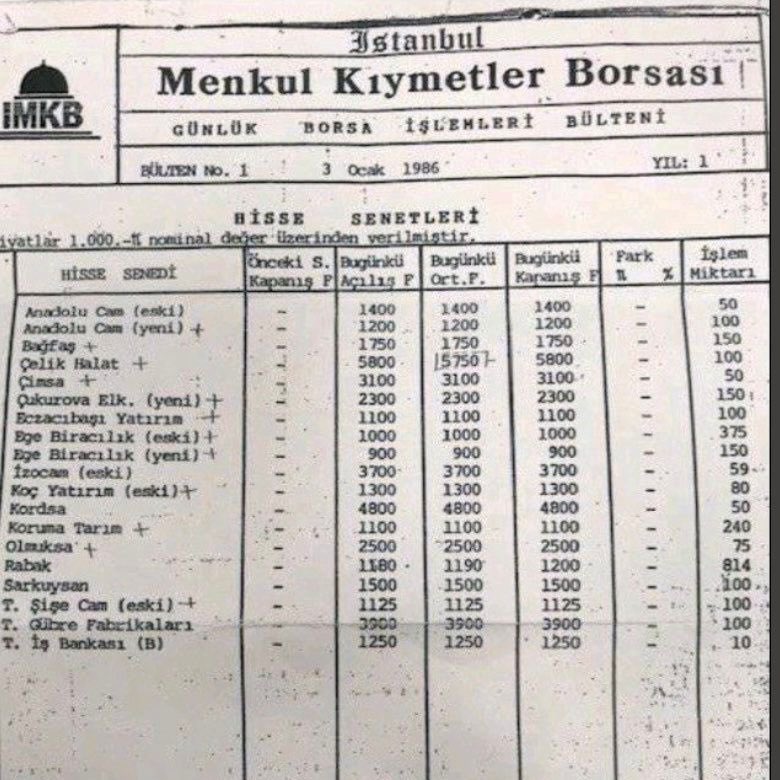 İstanbul
Menkul Kıymetler Borsası
İMKB
GÜNLÜK BORSA İŞLEMLERİ BÜLTENİ
BÜLTEN No. 1 3 Ocak 1986 YIL: 1
HİSSE SENETLERİ
iyatlar 1.000.-TL nominal değer üzerinden verilmiştir.
HİSSE SENEDİ Önceki S. Kapanış F Bugünkü Açılış F Bugünkü Ort.F. Bugünkü Kapanış F Fark TL % İşlem Miktarı
Anadolu Cam (eski) - 1400 1400 1400 - 50
Anadolu Cam (yeni) + - 1200 1200 1200 - 100
Bağfaş + - 1750 1750 1750 - 150
Çelik Halat + - 5800 5750 5800 - 100
Çimsa + - 3100 3100 3100 - 50
Çukurova Elk. (yeni) + - 2300 2300 2300 - 150
Eczacıbaşı Yatırım + - 1100 1100 1100 - 100
Ege Biracılık (eski) + - 1000 1000 1000 - 375
Ege Biracılık (yeni) + - 900 900 900 - 150
İzocam (eski) - 3700 3700 3700 - 59
Koç Yatırım (eski) + - 1300 1300 1300 - 80
Kordsa - 4800 4800 4800 - 50
Koruma Tarım + - 1100 1100 1100 - 240
Olmuksa + - 2500 2500 2500 - 75
Rabak - 1180 1190 1200 - 814
Sarkuysan - 1500 1500 1500 - 100
T. Şişe Cam (eski) + - 1125 1125 1125 - 100
T. Gübre Fabrikaları - 3900 3900 3900 - 100
T. İş Bankası (B) - 1250 1250 1250 - 10